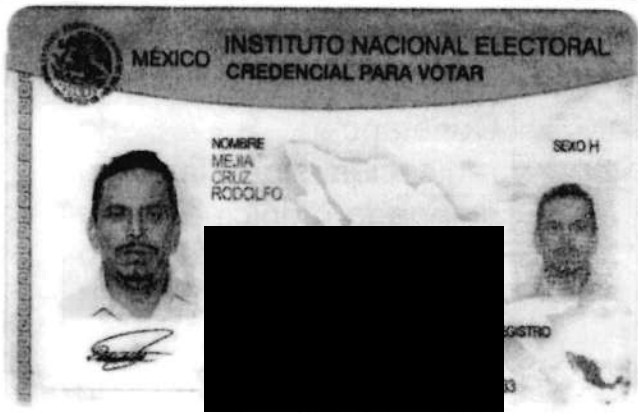 MÉXICO
INSTITUTO NACIONAL ELECTORAL
CREDENCIAL PARA VOTAR
NOMBRE
MEJIA
CRUZ
RODOLFO
SEXO H